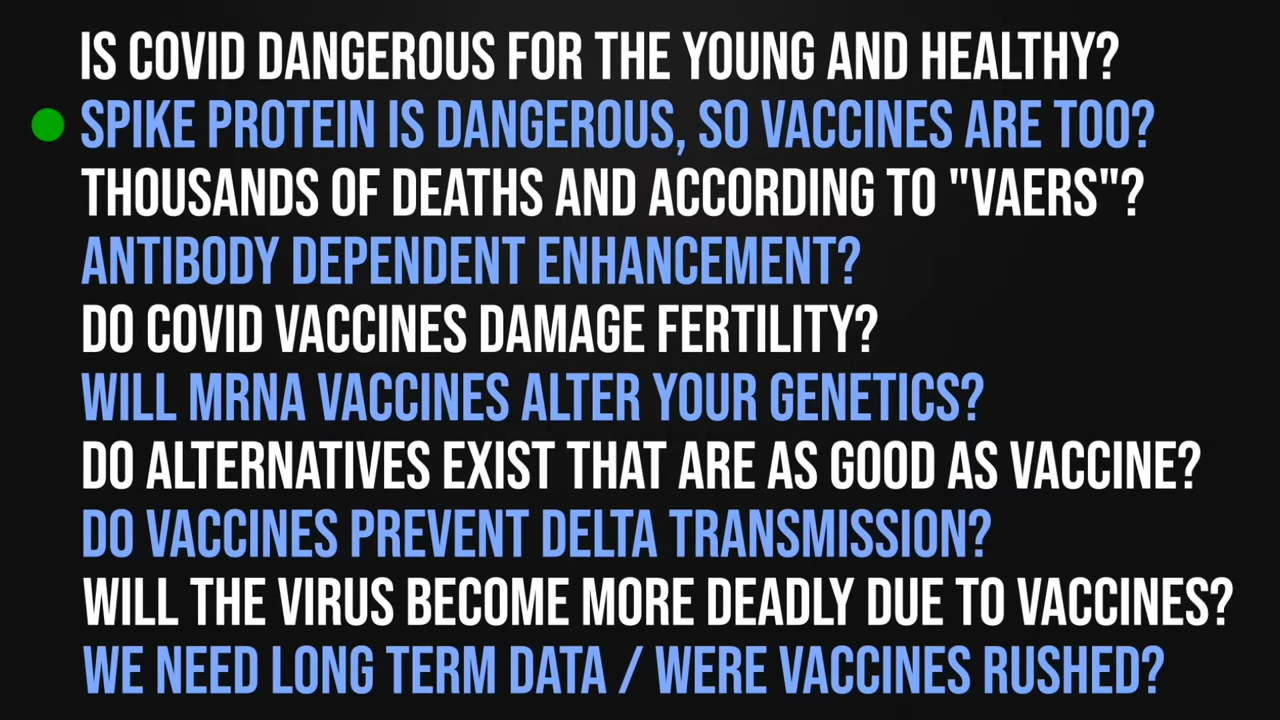 IS COVID DANGEROUS FOR THE YOUNG AND HEALTHY?
SPIKE PROTEIN IS DANGEROUS, SO VACCINES ARE TOO?
THOUSANDS OF DEATHS AND ACCORDING TO "VAERS"?
ANTIBODY DEPENDENT ENHANCEMENT?
DO COVID VACCINES DAMAGE FERTILITY?
WILL MRNA VACCINES ALTER YOUR GENETICS?
DO ALTERNATIVES EXIST THAT ARE AS GOOD AS VACCINE?
DO VACCINES PREVENT DELTA TRANSMISSION?
WILL THE VIRUS BECOME MORE DEADLY DUE TO VACCINES?
WE NEED LONG TERM DATA / WERE VACCINES RUSHED?